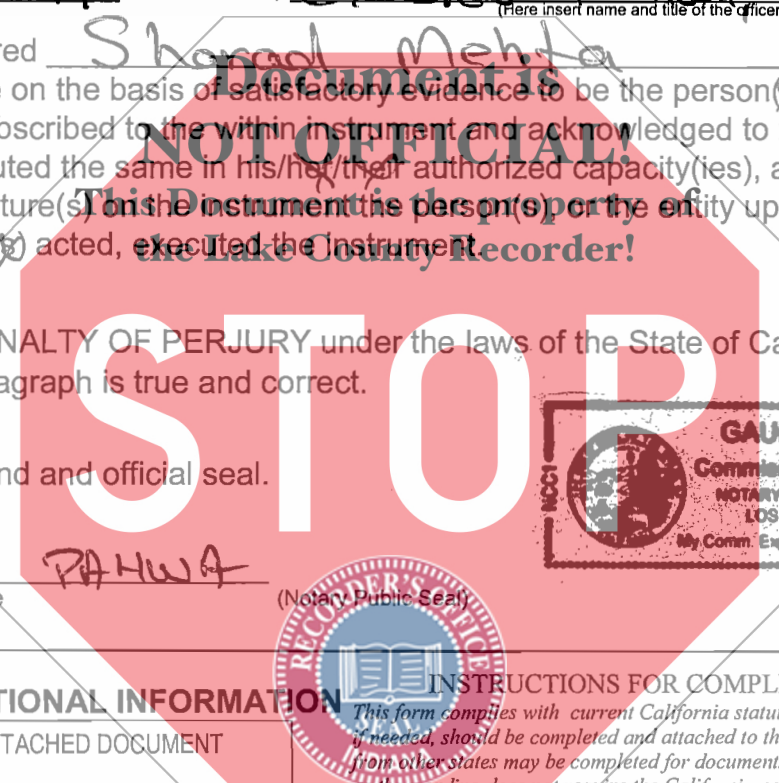 (Here insert name and title of the officer
red Sharad Mehta
e on the basis of satisfactory evidence to be the person(
bscribed to the within instrument and acknowledged to
uted the same in his/her/their authorized capacity(ies), a
ture(s) on the instrument the person(s), or the entity up
s) acted, executed the instrument.
Document is
NOT OFFICIAL!
This Document is the property of
the Lake County Recorder!
STOP
NALTY OF PERJURY under the laws of the State of Ca
agraph is true and correct.
nd and official seal.
GAU
Commis
NOTARY
LOS
My Comm. Ex
NCC1
PAHWA
e (Notary Public Seal)
RECORDER'S OFFICE
TIONAL INFORMATION
TACHED DOCUMENT
INSTRUCTIONS FOR COMPL
This form complies with current California statut
if needed, should be completed and attached to th
from other states may be completed for document